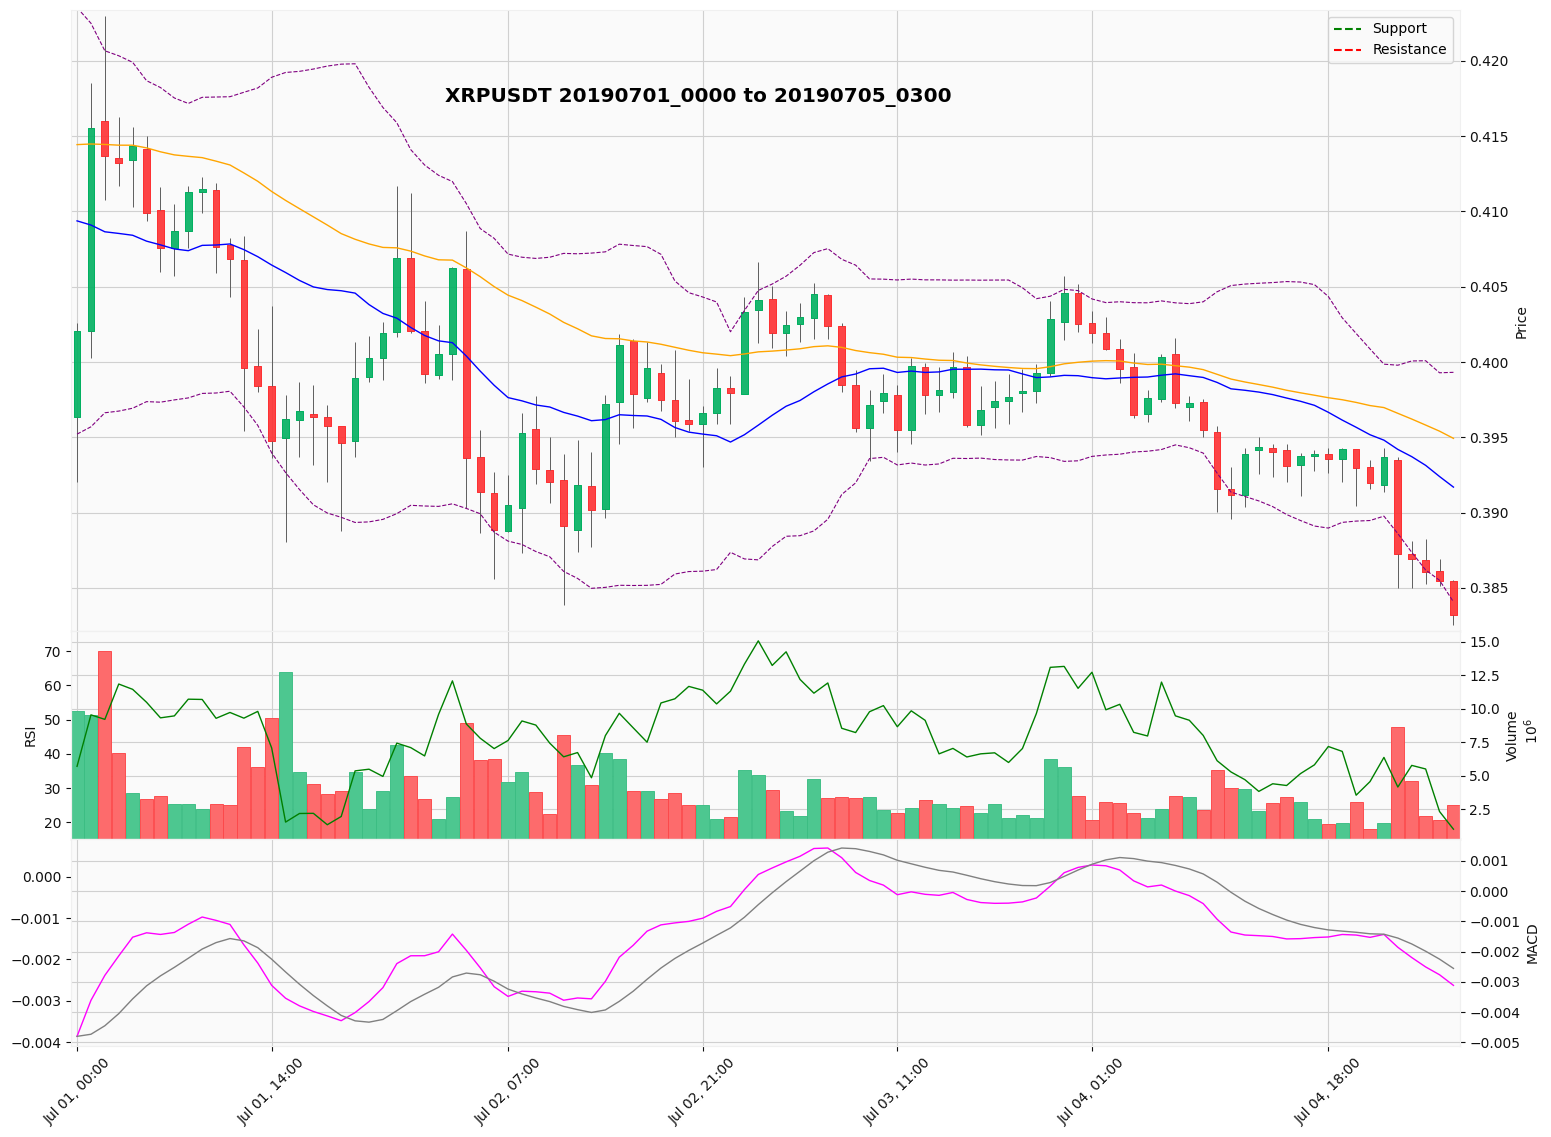 XRPUSDT 20190701_0000 to 20190705_0300
Support
Resistance
0.420
0.415
0.410
0.405
0.400
0.395
0.390
0.385
Price
70
60
50
40
30
20
RSI
15.0
12.5
10.0
7.5
5.0
2.5
Volume
10^6
0.000
−0.001
−0.002
−0.003
−0.004
0.001
0.000
−0.001
−0.002
−0.003
−0.004
−0.005
MACD
Jul 01, 00:00
Jul 01, 14:00
Jul 02, 07:00
Jul 02, 21:00
Jul 03, 11:00
Jul 04, 01:00
Jul 04, 18:00